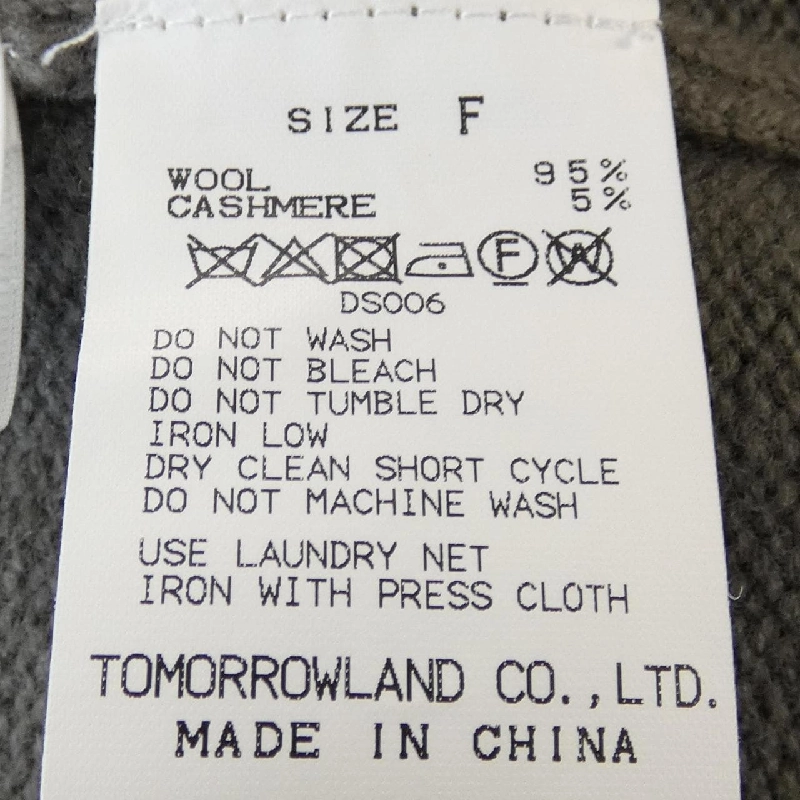 SIZE F
WOOL 95%
CASHMERE 5%
F W
DS006
DO NOT WASH
DO NOT BLEACH
DO NOT TUMBLE DRY
IRON LOW
DRY CLEAN SHORT CYCLE
DO NOT MACHINE WASH
USE LAUNDRY NET
IRON WITH PRESS CLOTH
TOMORROWLAND CO.,LTD.
MADE IN CHINA